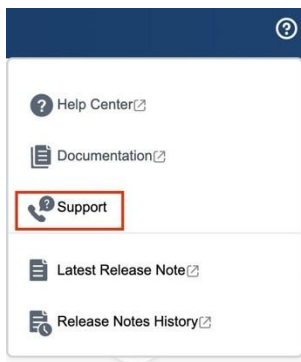 Help Center
Documentation
Support
Latest Release Note
Release Notes History